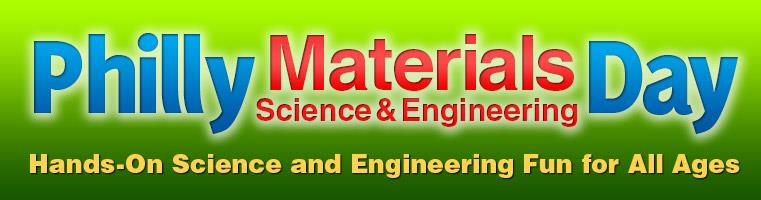 Philly Materials Day
Science & Engineering
Hands-On Science and Engineering Fun for All Ages